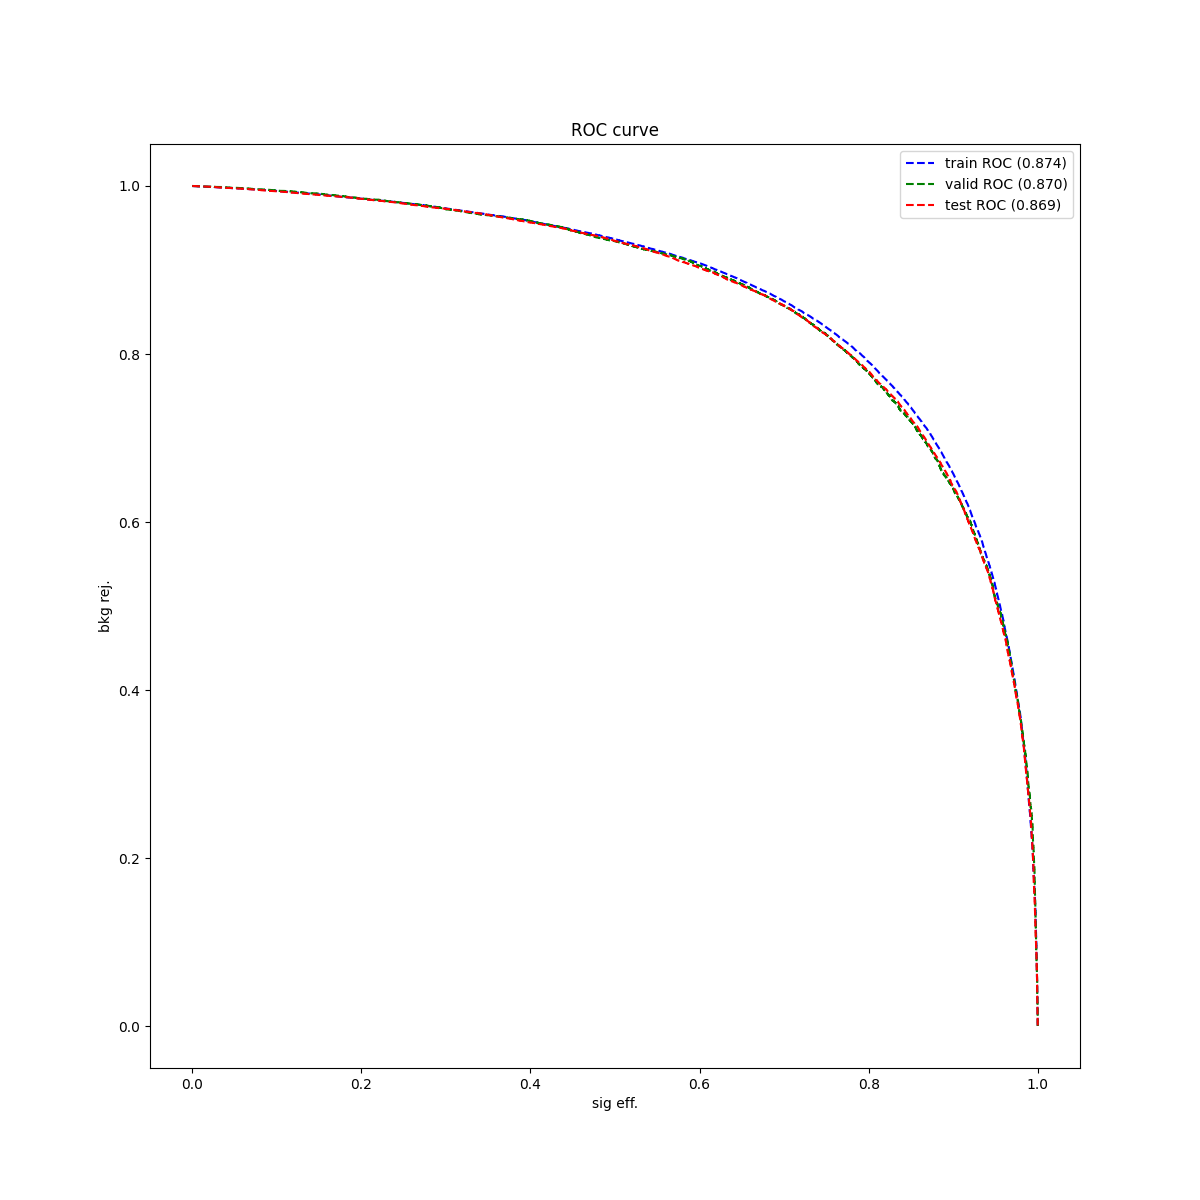 ROC curve
train ROC (0.874)
valid ROC (0.870)
test ROC (0.869)
1.0
0.8
0.6
0.4
0.2
0.0
bkg rej.
0.0 0.2 0.4 0.6 0.8 1.0
sig eff.